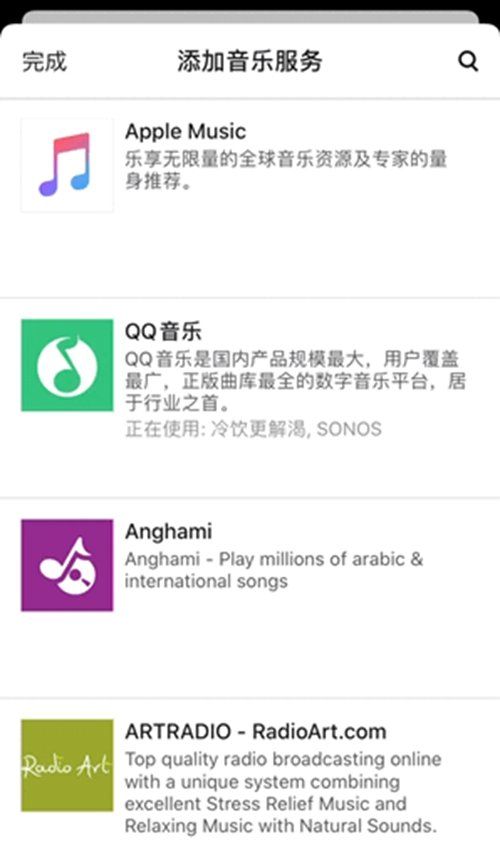 完成
添加音乐服务
Apple Music
乐享无限量的全球音乐资源及专家的量
身推荐。
QQ音乐
QQ音乐是国内产品规模最大，用户覆盖
最广，正版曲库最全的数字音乐平台，居
于行业之首。
正在使用: 冷饮更解渴, SONOS
Anghami
Anghami - Play millions of arabic &
international songs
Radio Art
ARTRADIO - RadioArt.com
Top quality radio broadcasting online
with a unique system combining
excellent Stress Relief Music and
Relaxing Music with Natural Sounds.